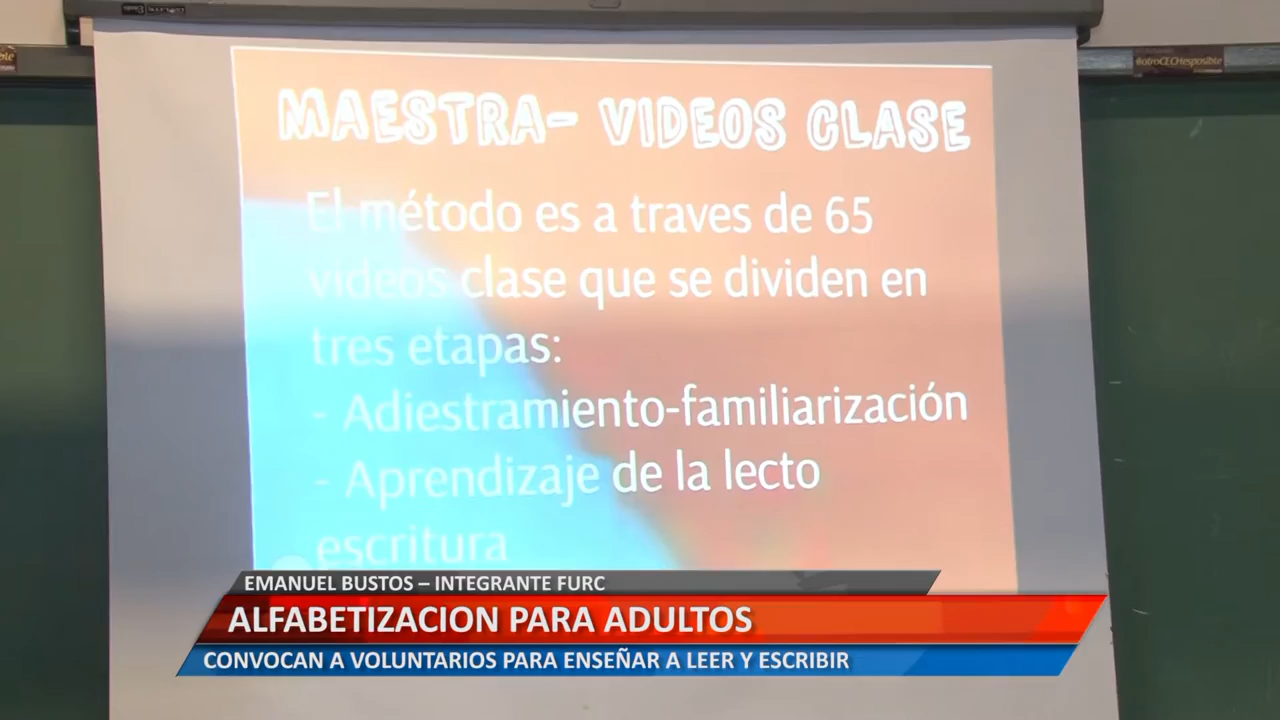 MAESTRA- VIDEOS CLASE
El método es a traves de 65
videos clase que se dividen en
tres etapas:
- Adiestramiento-familiarización
- Aprendizaje de la lecto
escritura
EMANUEL BUSTOS – INTEGRANTE FURC
ALFABETIZACION PARA ADULTOS
CONVOCAN A VOLUNTARIOS PARA ENSEÑAR A LEER Y ESCRIBIR